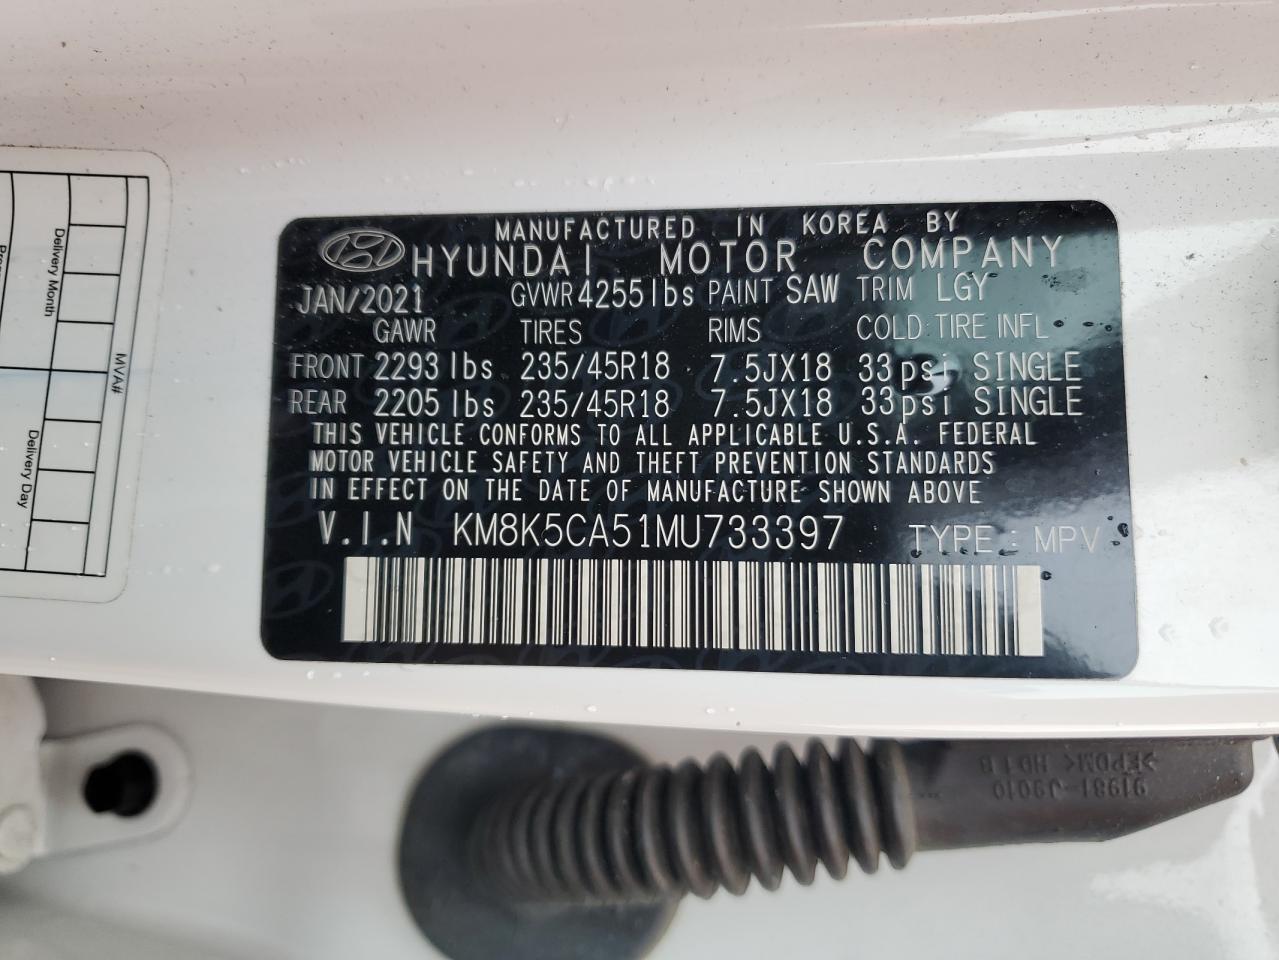 MANUFACTURED IN KOREA BY
HYUNDAI MOTOR COMPANY
JAN/2021 GVWR 4255lbs PAINT SAW TRIM LGY
GAWR TIRES RIMS COLD TIRE INFL
FRONT 2293 lbs 235/45R18 7.5JX18 33psi SINGLE
REAR 2205 lbs 235/45R18 7.5JX18 33psi SINGLE
THIS VEHICLE CONFORMS TO ALL APPLICABLE U.S.A. FEDERAL
MOTOR VEHICLE SAFETY AND THEFT PREVENTION STANDARDS
IN EFFECT ON THE DATE OF MANUFACTURE SHOWN ABOVE
V.I.N KM8K5CA51MU733397 TYPE : MPV
MVA#
Delivery Month
Delivery Day
91981-J9010
>EPDM< HD 1 B